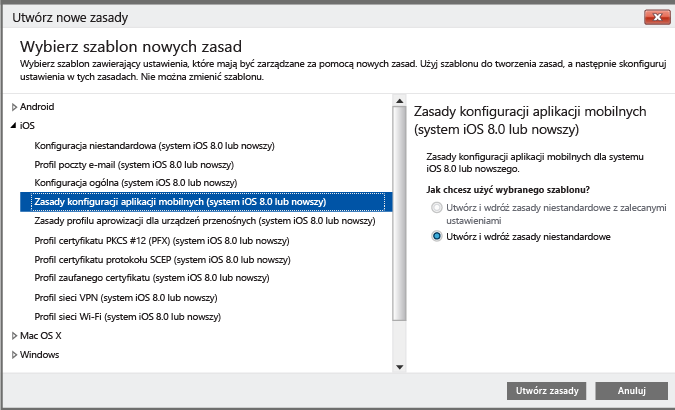 Utwórz nowe zasady
Wybierz szablon nowych zasad
Wybierz szablon zawierający ustawienia, które mają być zarządzane za pomocą nowych zasad. Użyj szablonu do tworzenia zasad, a następnie skonfiguruj
ustawienia w tych zasadach. Nie można zmienić szablonu.
Android
iOS
Konfiguracja niestandardowa (system iOS 8.0 lub nowszy)
Profil poczty e-mail (system iOS 8.0 lub nowszy)
Konfiguracja ogólna (system iOS 8.0 lub nowszy)
Zasady konfiguracji aplikacji mobilnych (system iOS 8.0 lub nowszy)
Zasady profilu aprowizacji dla urządzeń przenośnych (system iOS 8.0 lub nowszy)
Profil certyfikatu PKCS #12 (PFX) (system iOS 8.0 lub nowszy)
Profil certyfikatu protokołu SCEP (system iOS 8.0 lub nowszy)
Profil zaufanego certyfikatu (system iOS 8.0 lub nowszy)
Profil sieci VPN (system iOS 8.0 lub nowszy)
Profil sieci Wi-Fi (system iOS 8.0 lub nowszy)
Mac OS X
Windows
Zasady konfiguracji aplikacji mobilnych
(system iOS 8.0 lub nowszy)
Zasady konfiguracji aplikacji mobilnych dla systemu
iOS 8.0 lub nowszego.
Jak chcesz użyć wybranego szablonu?
Utwórz i wdróż zasady niestandardowe z zalecanymi
ustawieniami
Utwórz i wdróż zasady niestandardowe
Utwórz zasady
Anuluj